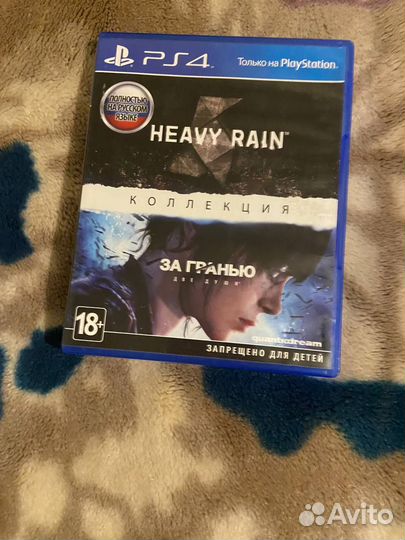 PS4
Только на PlayStation
ПОЛНОСТЬЮ
НА РУССКОМ
ЯЗЫКЕ
HEAVY RAIN™
КОЛЛЕКЦИЯ
ЗА ГРАНЬЮ
ДВЕ ДУШИ
18+
quanticdream
ЗАПРЕЩЕНО ДЛЯ ДЕТЕЙ
Avito